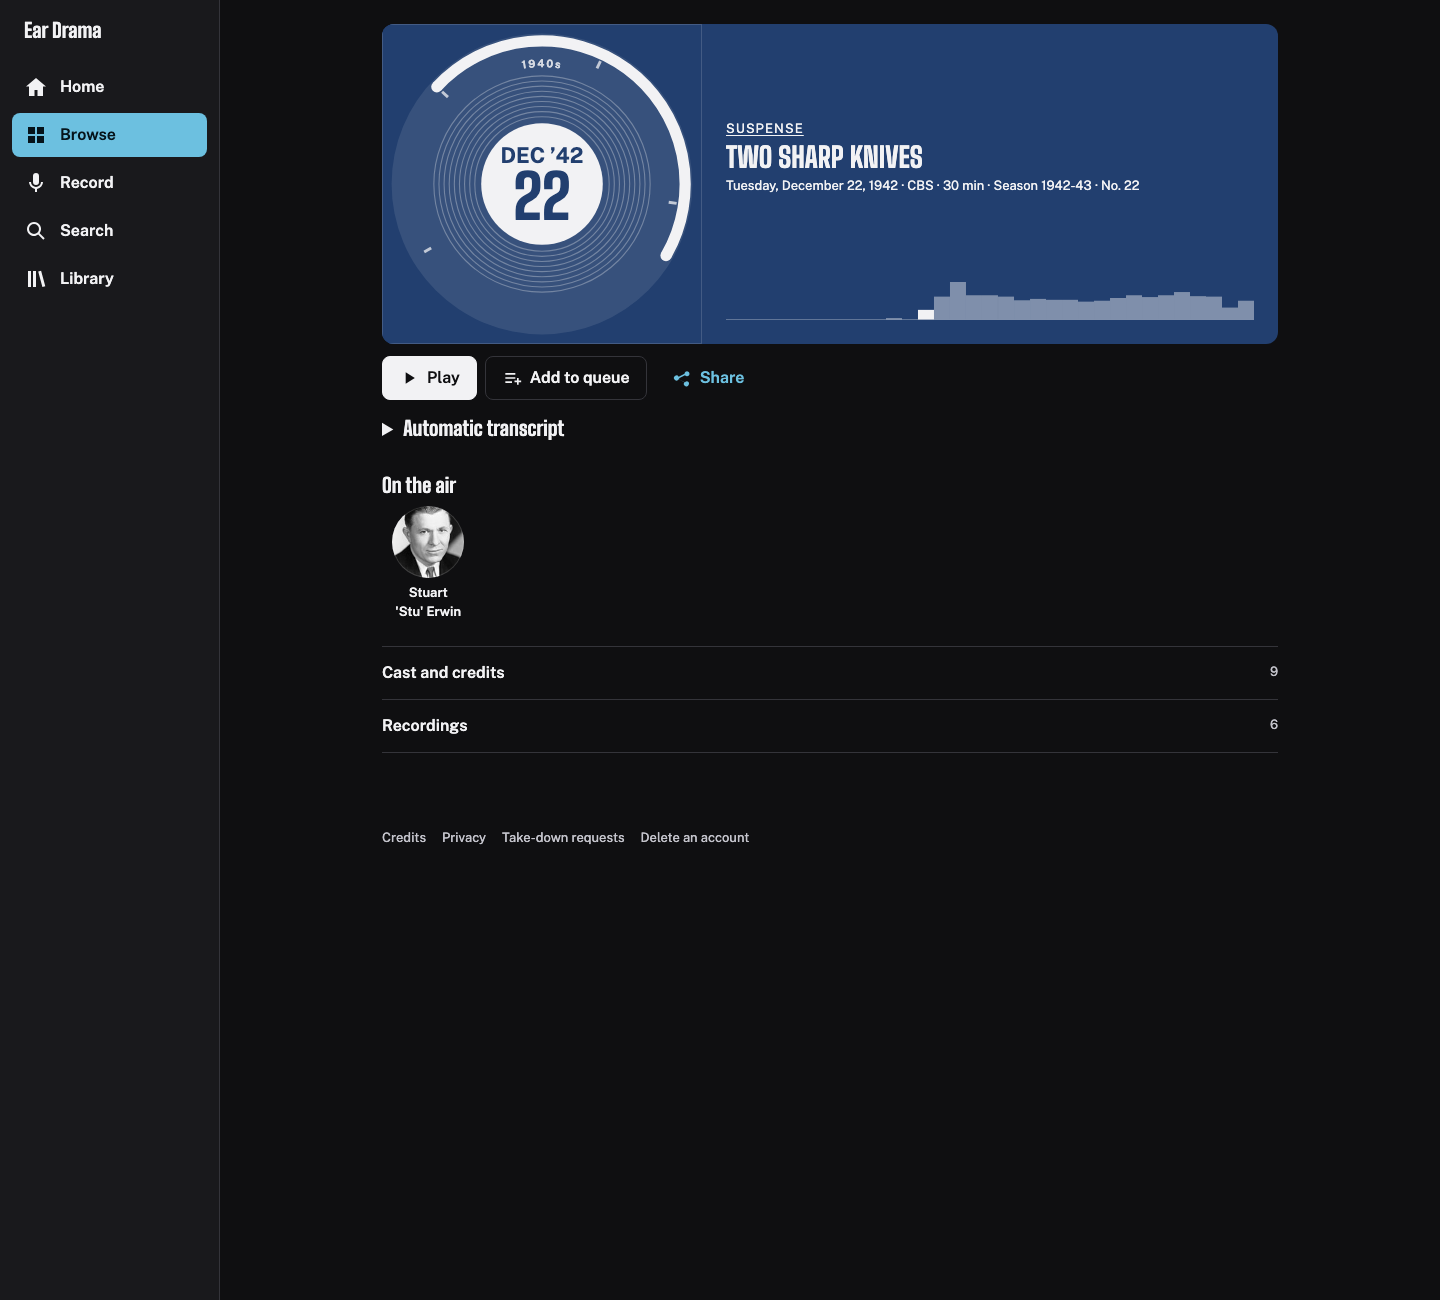 Ear Drama
Home
Browse
Record
Search
Library
1940s
DEC ’42
22
SUSPENSE
TWO SHARP KNIVES
Tuesday, December 22, 1942 · CBS · 30 min · Season 1942-43 · No. 22
Play
Add to queue
Share
Automatic transcript
On the air
Stuart
'Stu' Erwin
Cast and credits
9
Recordings
6
Credits
Privacy
Take-down requests
Delete an account